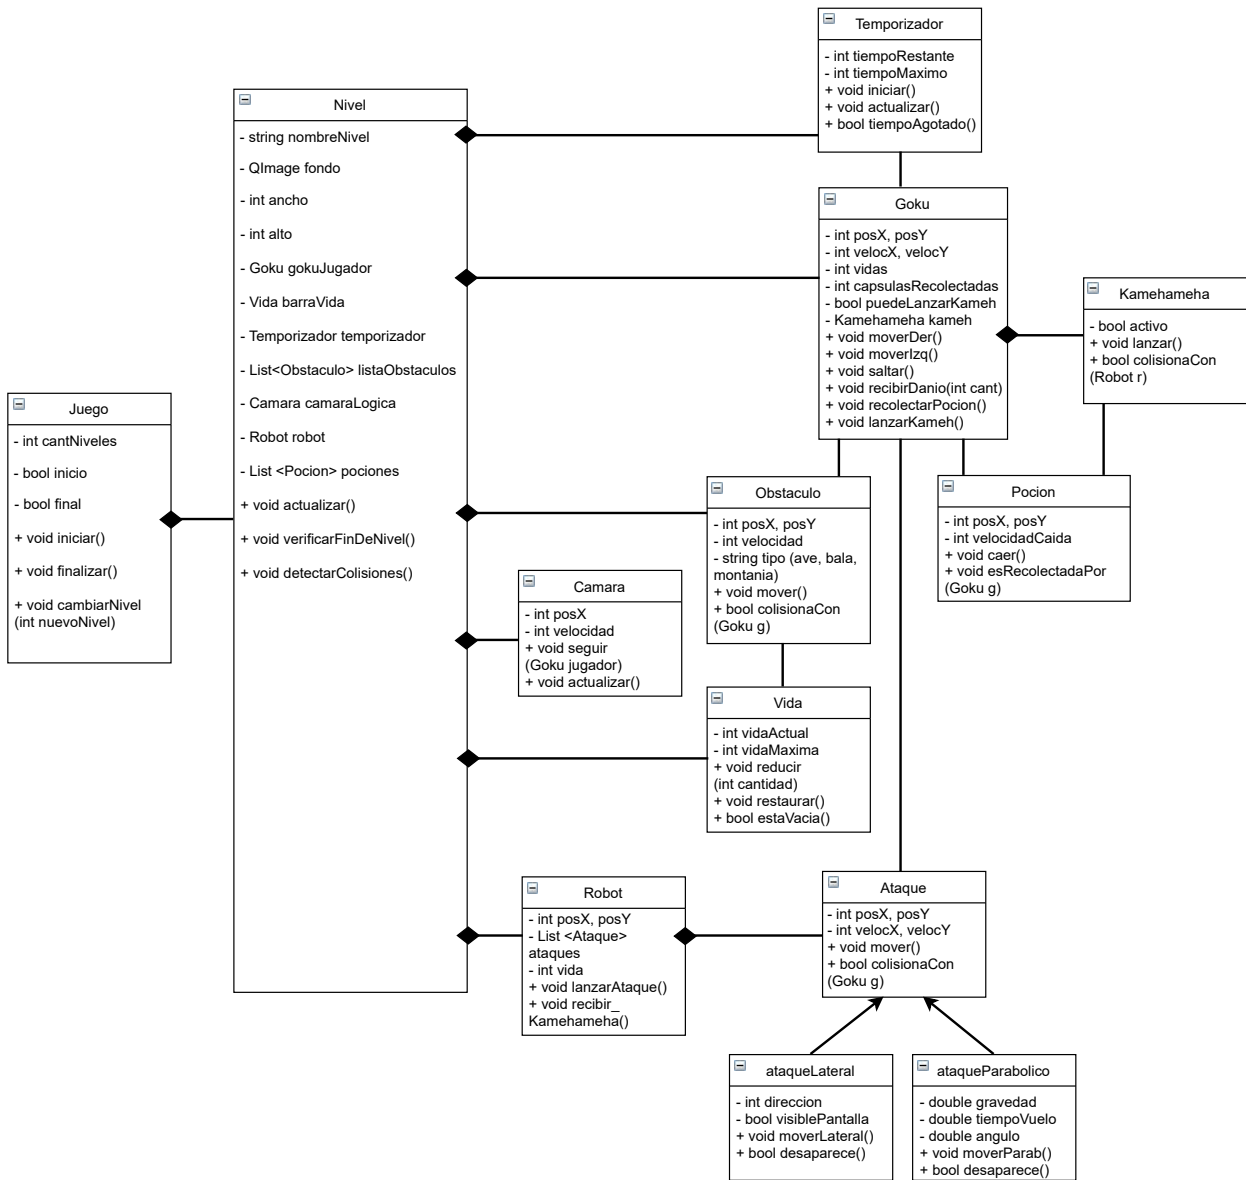 Temporizador
- int tiempoRestante
- int tiempoMaximo
+ void iniciar()
+ void actualizar()
+ bool tiempoAgotado()
Nivel
- string nombreNivel
- QImage fondo
- int ancho
- int alto
- Goku gokuJugador
- Vida barraVida
- Temporizador temporizador
- List<Obstaculo> listaObstaculos
- Camara camaraLogica
- Robot robot
- List <Pocion> pociones
+ void actualizar()
+ void verificarFinDeNivel()
+ void detectarColisiones()
Goku
- int posX, posY
- int velocX, velocY
- int vidas
- int capsulasRecolectadas
- bool puedeLanzarKameh
- Kamehameha kameh
+ void moverDer()
+ void moverIzq()
+ void saltar()
+ void recibirDanio(int cant)
+ void recolectarPocion()
+ void lanzarKameh()
Kamehameha
- bool activo
+ void lanzar()
+ bool colisionaCon
(Robot r)
Juego
- int cantNiveles
- bool inicio
- bool final
+ void iniciar()
+ void finalizar()
+ void cambiarNivel
(int nuevoNivel)
Obstaculo
- int posX, posY
- int velocidad
- string tipo (ave, bala,
montania)
+ void mover()
+ bool colisionaCon
(Goku g)
Pocion
- int posX, posY
- int velocidadCaida
+ void caer()
+ void esRecolectadaPor
(Goku g)
Camara
- int posX
- int velocidad
+ void seguir
(Goku jugador)
+ void actualizar()
Vida
- int vidaActual
- int vidaMaxima
+ void reducir
(int cantidad)
+ void restaurar()
+ bool estaVacia()
Robot
- int posX, posY
- List <Ataque>
ataques
- int vida
+ void lanzarAtaque()
+ void recibir_
Kamehameha()
Ataque
- int posX, posY
- int velocX, velocY
+ void mover()
+ bool colisionaCon
(Goku g)
ataqueLateral
- int direccion
- bool visiblePantalla
+ void moverLateral()
+ bool desaparece()
ataqueParabolico
- double gravedad
- double tiempoVuelo
- double angulo
+ void moverParab()
+ bool desaparece()